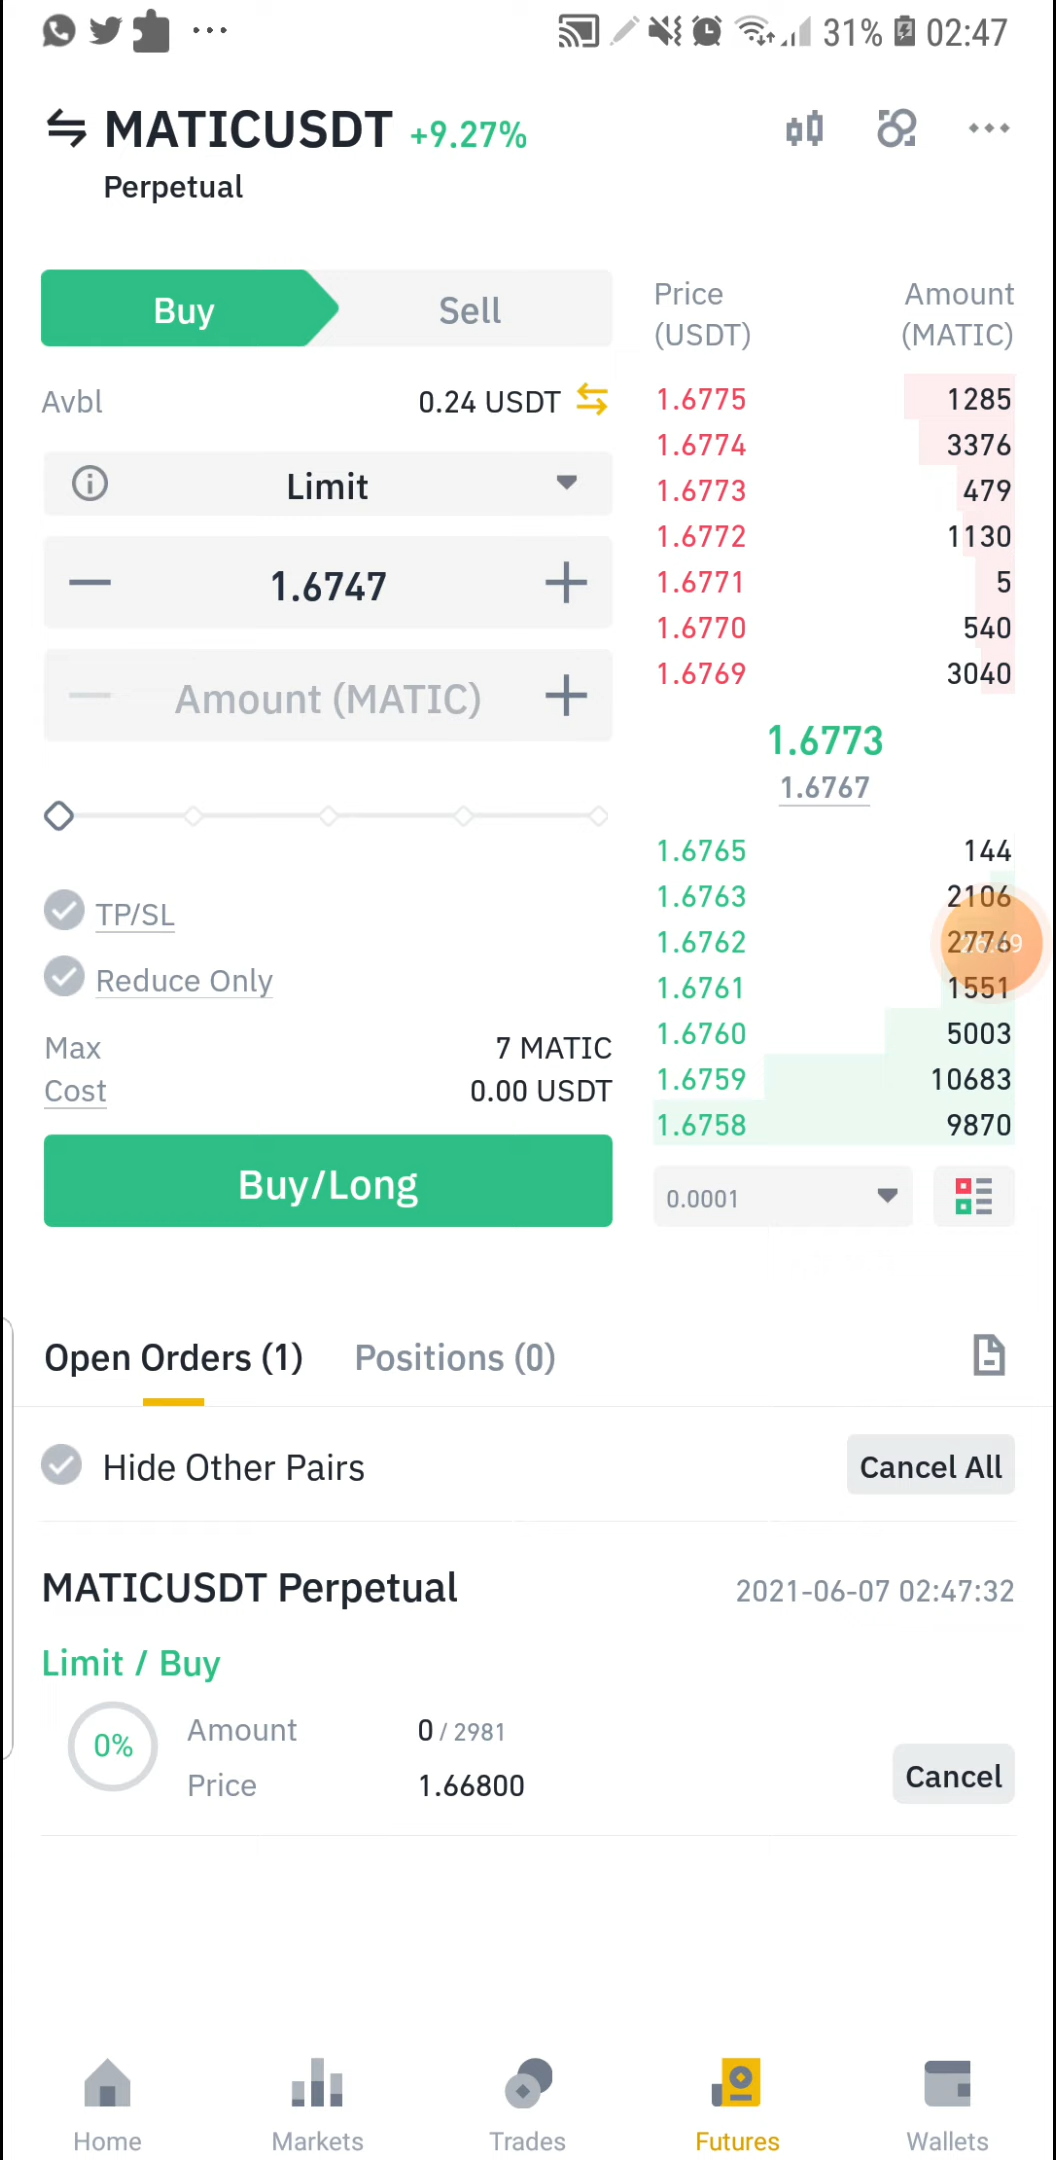 31% 02:47
MATICUSDT +9.27%
Perpetual
Buy Sell
Avbl 0.24 USDT
Limit
1.6747
Amount (MATIC)
TP/SL
Reduce Only
Max 7 MATIC
Cost 0.00 USDT
Buy/Long
Price Amount
(USDT) (MATIC)
1.6775 1285
1.6774 3376
1.6773 479
1.6772 1130
1.6771 5
1.6770 540
1.6769 3040
1.6773
1.6767
1.6765 144
1.6763 2106
1.6762 2776
1.6761 1551
1.6760 5003
1.6759 10683
1.6758 9870
0.0001
Open Orders (1) Positions (0)
Hide Other Pairs Cancel All
MATICUSDT Perpetual 2021-06-07 02:47:32
Limit / Buy
0%
Amount 0 / 2981
Price 1.66800
Cancel
Home Markets Trades Futures Wallets